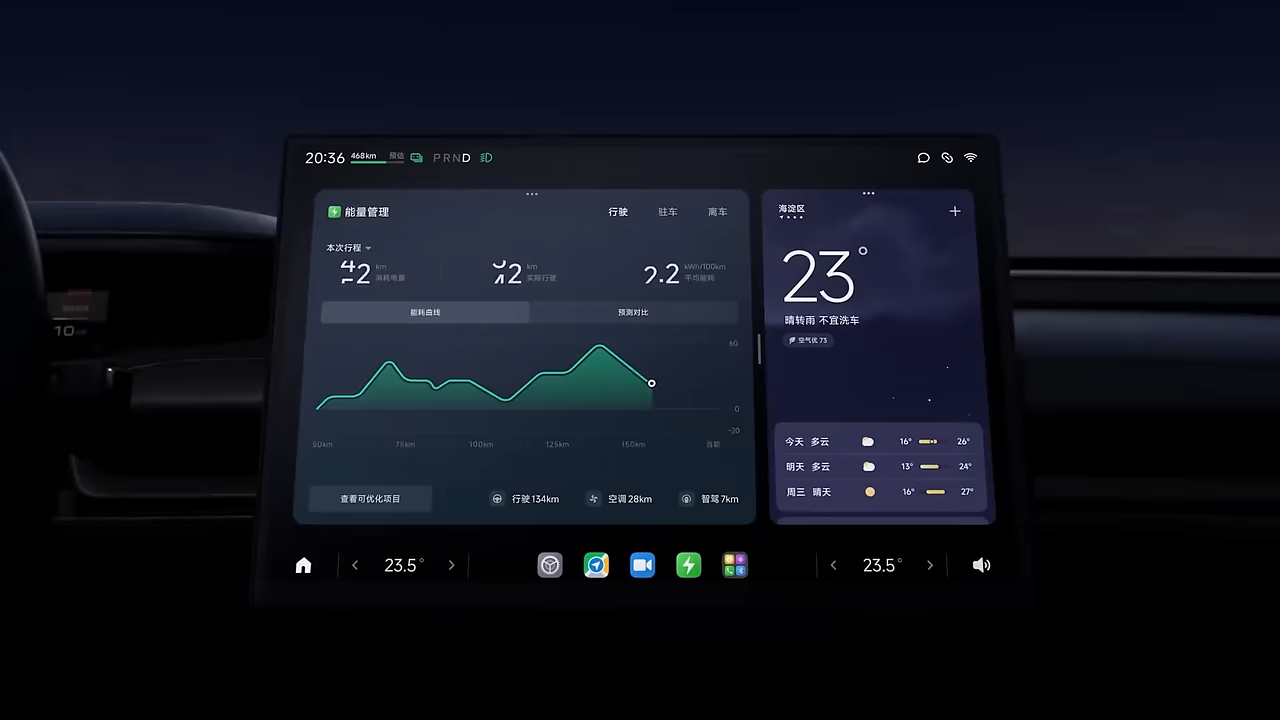 20:36 468km 预估 PRND
能量管理 行驶 驻车 离车
本次行程
km 消耗电量
km 实际行驶
kWh/100km 平均能耗
能耗曲线 预测对比
60
0
-20
50km 75km 100km 125km 150km 当前
查看可优化项目 行驶134km 空调28km 智驾7km
海淀区
23°
晴转雨 不宜洗车
空气优 73
今天 多云 16° 26°
明天 多云 13° 24°
周三 晴天 16° 27°
23.5° 23.5°
10